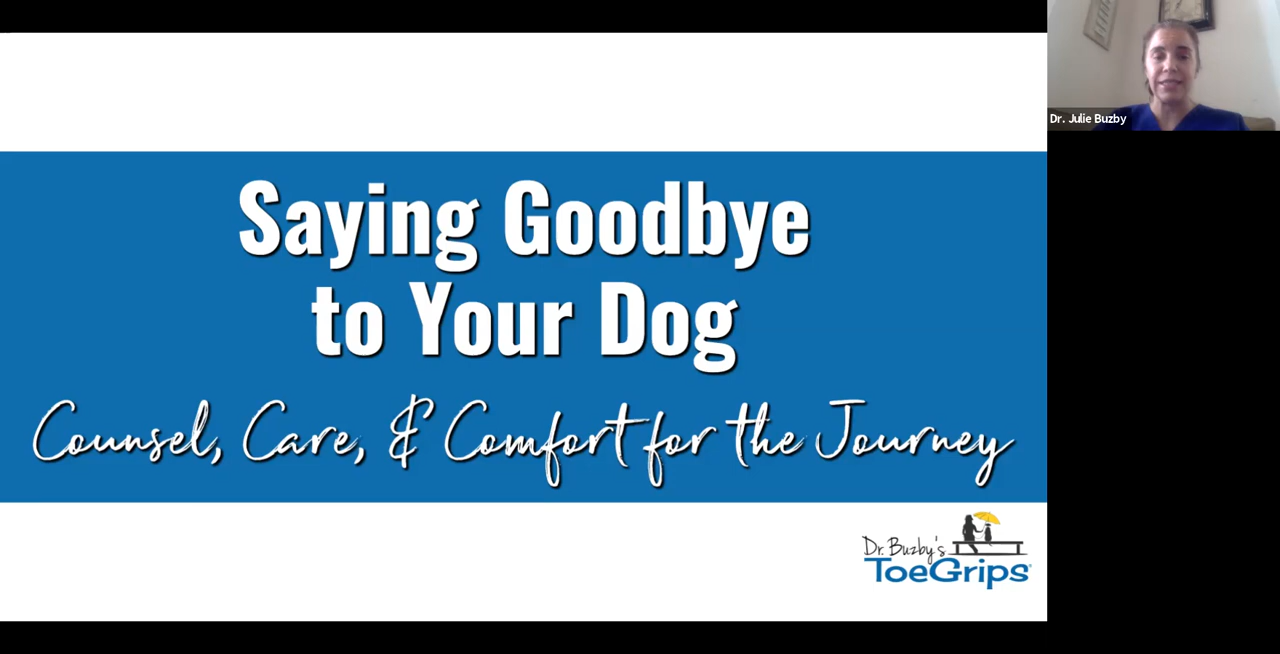 Saying Goodbye
to Your Dog
Counsel, Care, & Comfort for the Journey
Dr. Buzby's
ToeGrips®
Dr. Julie Buzby